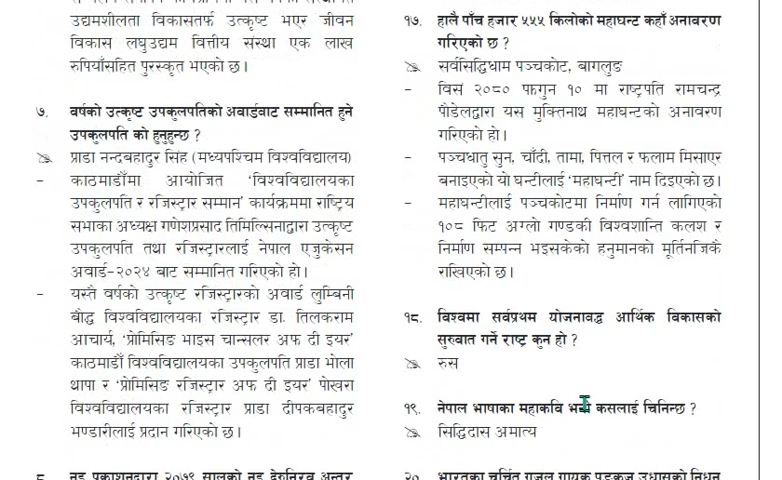 उद्यमशीलता विकासतर्फ उत्कृष्ट भएर जीवन
विकास लघुउद्यम वित्तीय संस्था एक लाख
रुपियाँसहित पुरस्कृत भएको छ।
७. बर्षको उत्कृष्ट उपकुलपतिको अवार्डबाट सम्मानित हुने
उपकुलपति को हुनुहुन्छ ?
प्राडा नन्दबहादुर सिंह (मध्यपश्चिम विश्वविद्यालय)
- काठमाडौँमा आयोजित 'विश्वविद्यालयका
उपकुलपति र रजिस्ट्रार सम्मान' कार्यक्रममा राष्ट्रिय
सभाका अध्यक्ष गणेशप्रसाद तिमिल्सिनाद्वारा उत्कृष्ट
उपकुलपति तथा रजिस्ट्रारलाई नेपाल एजुकेसन
अवार्ड-२०२४ बाट सम्मानित गरिएको हो।
- यस्तै वर्षको उत्कृष्ट रजिस्ट्रारको अवार्ड लुम्बिनी
बौद्ध विश्वविद्यालयका रजिस्ट्रार डा. तिलकराम
आचार्य, 'प्रोमिसिङ भाइस चान्सलर अफ दी इयर'
काठमाडौँ विश्वविद्यालयका उपकुलपति प्राडा भोला
थापा र 'प्रोमिसिङ रजिस्ट्रार अफ दी इयर' पोखरा
विश्वविद्यालयका रजिस्ट्रार प्राडा दीपकबहादुर
भण्डारीलाई प्रदान गरिएको छ।
१७. हालै पाँच हजार ५५५ किलोको महाघन्ट कहाँ अनावरण
गरिएको छ ?
सर्वसिद्धिधाम पञ्चकोट, बागलुङ
- विसं २०८० फागुन १० मा राष्ट्रपति रामचन्द्र
पौडेलद्वारा यस मुक्तिनाथ महाघन्टको अनावरण
गरिएको हो।
- पञ्चधातु सुन, चाँदी, तामा, पित्तल र फलाम मिसाएर
बनाइएको यो घन्टीलाई 'महाघन्टी' नाम दिइएको छ।
- महाघन्टीलाई पञ्चकोटमा निर्माण गर्न लागिएको
१०८ फिट अग्लो गण्डकी विश्वशान्ति कलश र
निर्माण सम्पन्न भइसकेको हनुमानको मूर्तिनजिकै
राखिएको छ।
१८. विश्वमा सर्वप्रथम योजनाबद्ध आर्थिक विकासको
सुरुवात गर्ने राष्ट्र कुन हो ?
रुस
१९. नेपाल भाषाका महाकवि भन्ने कसलाई चिनिन्छ ?
सिद्धिदास अमात्य